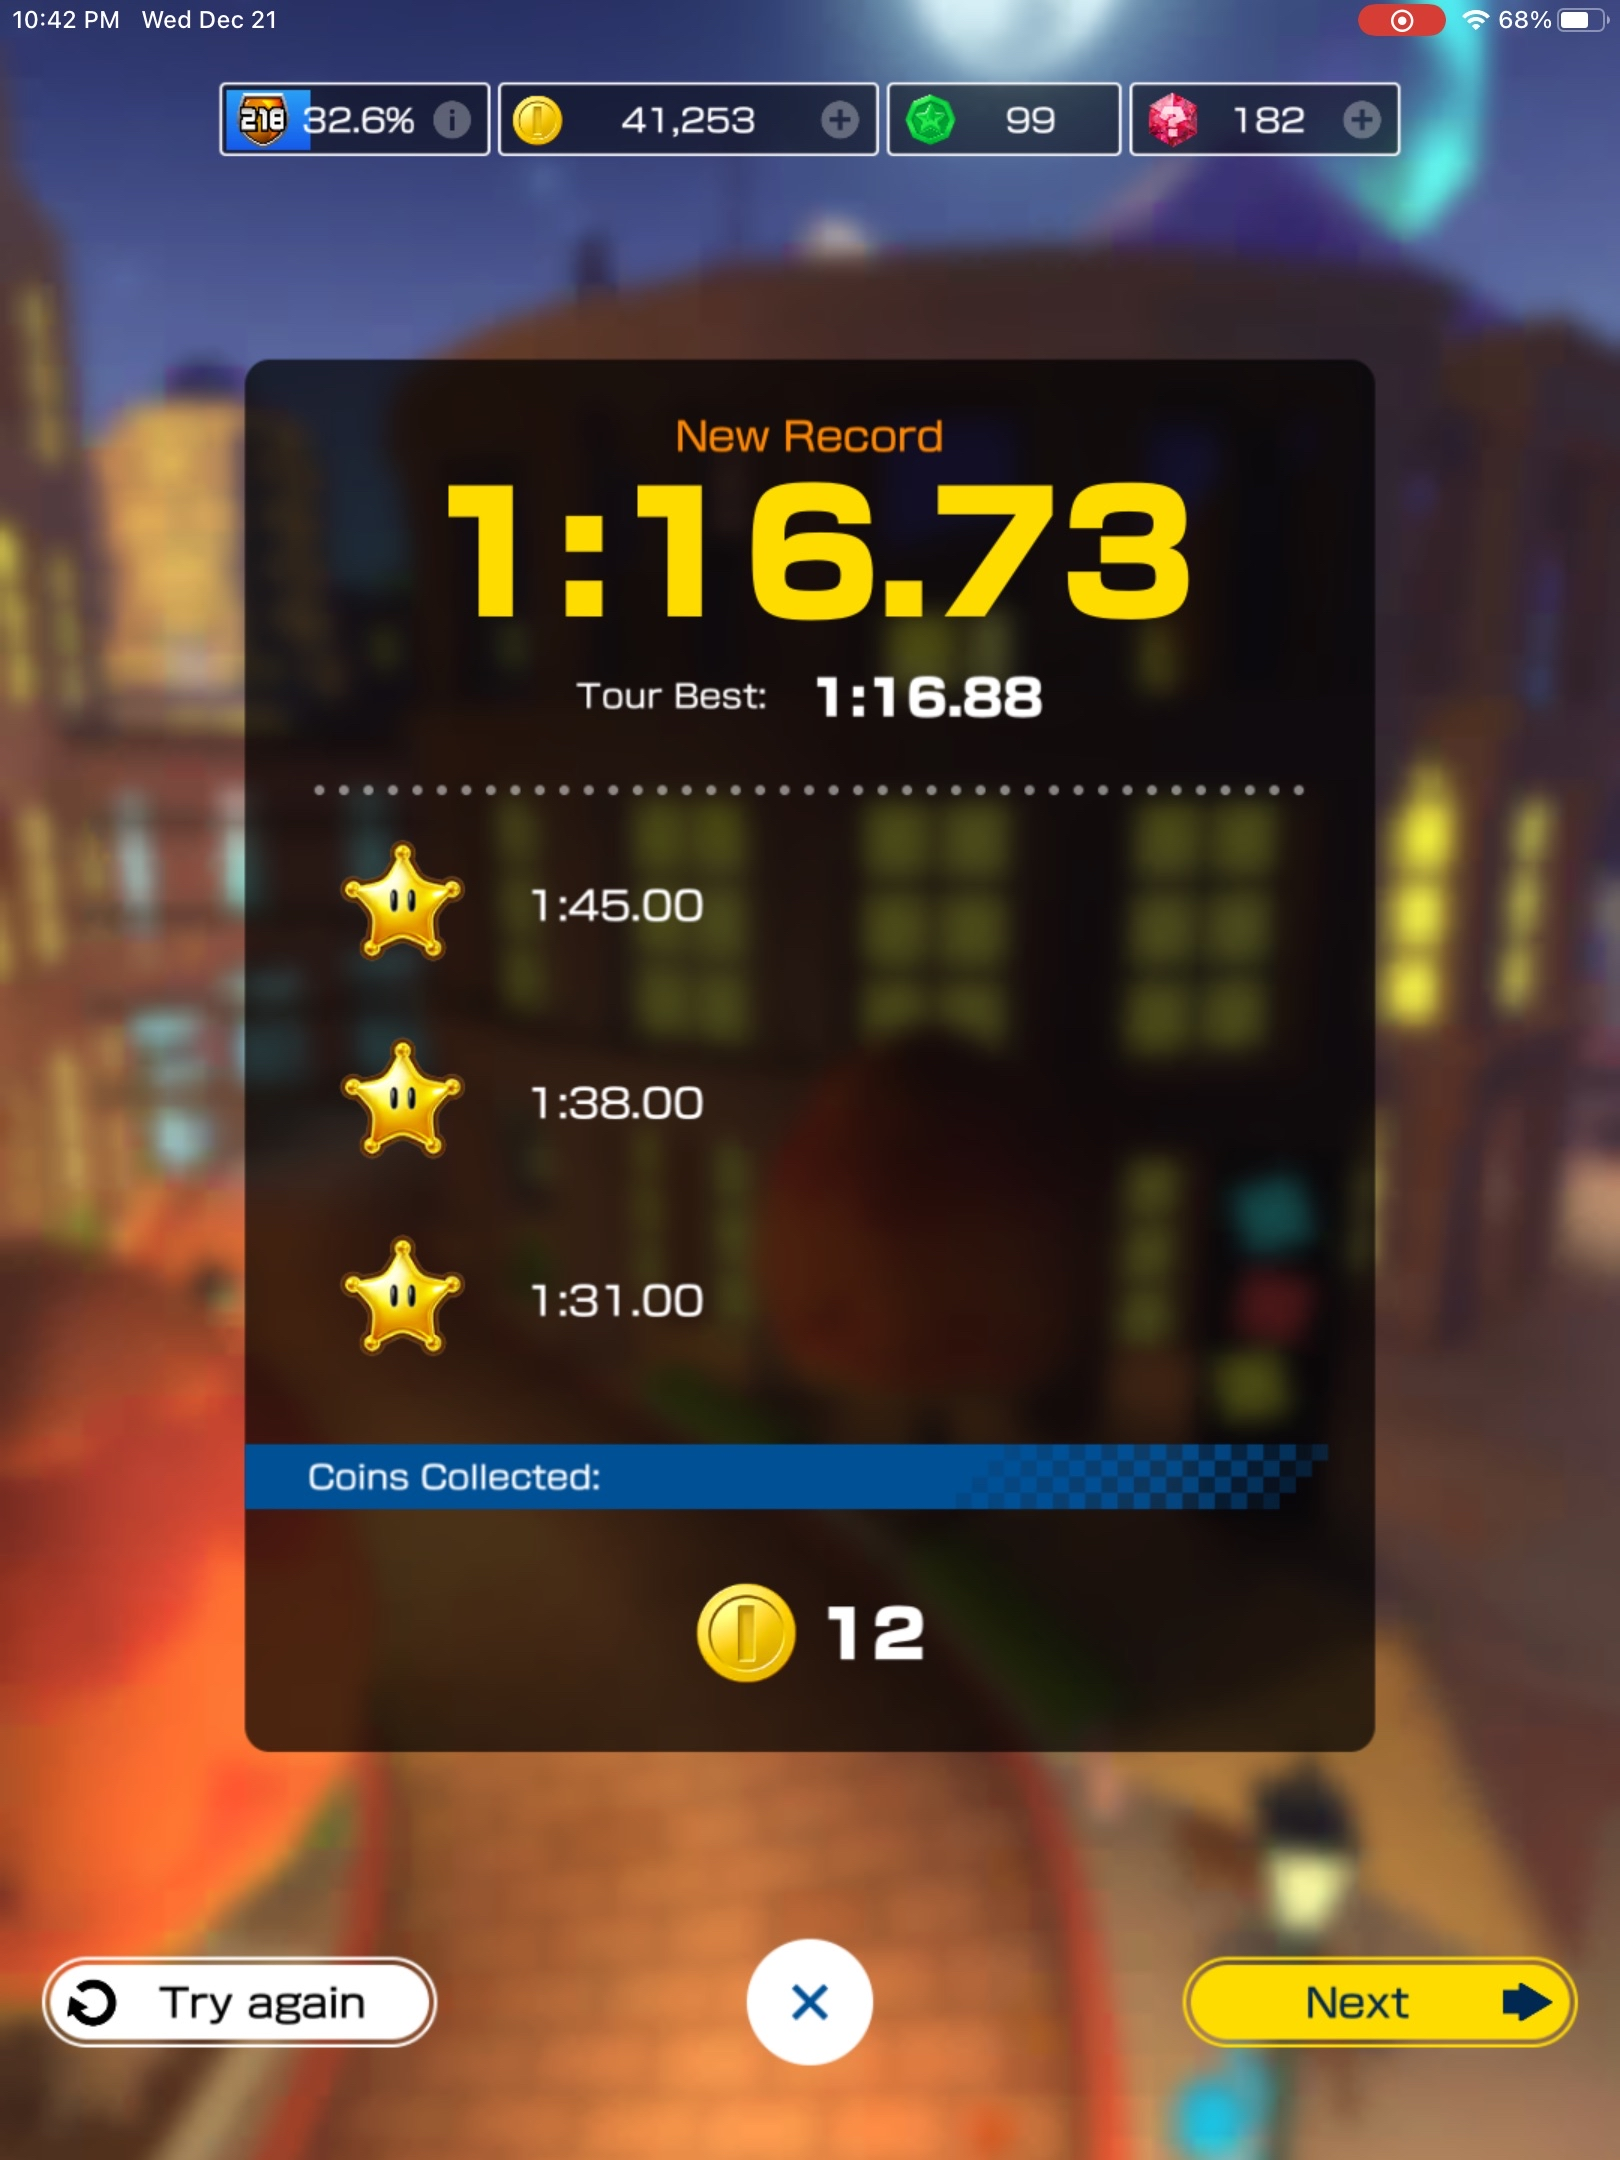 10:42 PM Wed Dec 21 68%
218 32.6% i 41,253 + 99 ? 182 +
New Record
1:16.73
Tour Best: 1:16.88
1:45.00
1:38.00
1:31.00
Coins Collected:
12
Try again × Next